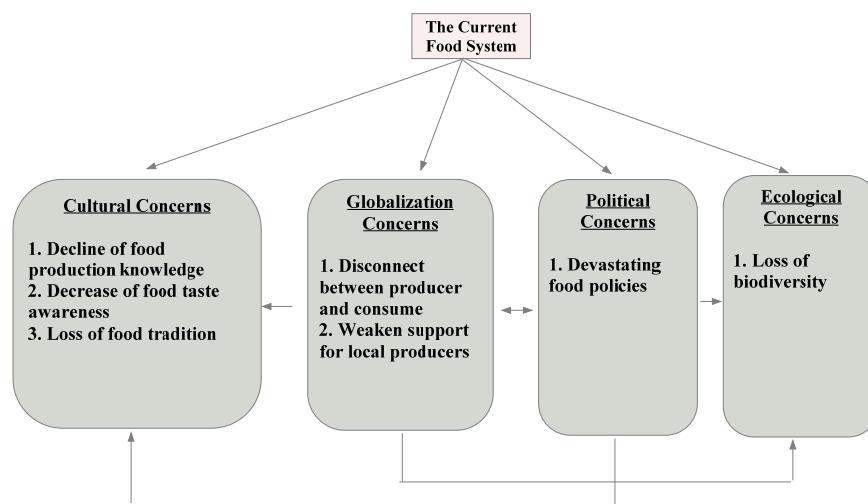 The Current
Food System
Cultural Concerns
1. Decline of food
production knowledge
2. Decrease of food taste
awareness
3. Loss of food tradition
Globalization
Concerns
1. Disconnect
between producer
and consume
2. Weaken support
for local producers
Political
Concerns
1. Devastating
food policies
Ecological
Concerns
1. Loss of
biodiversity